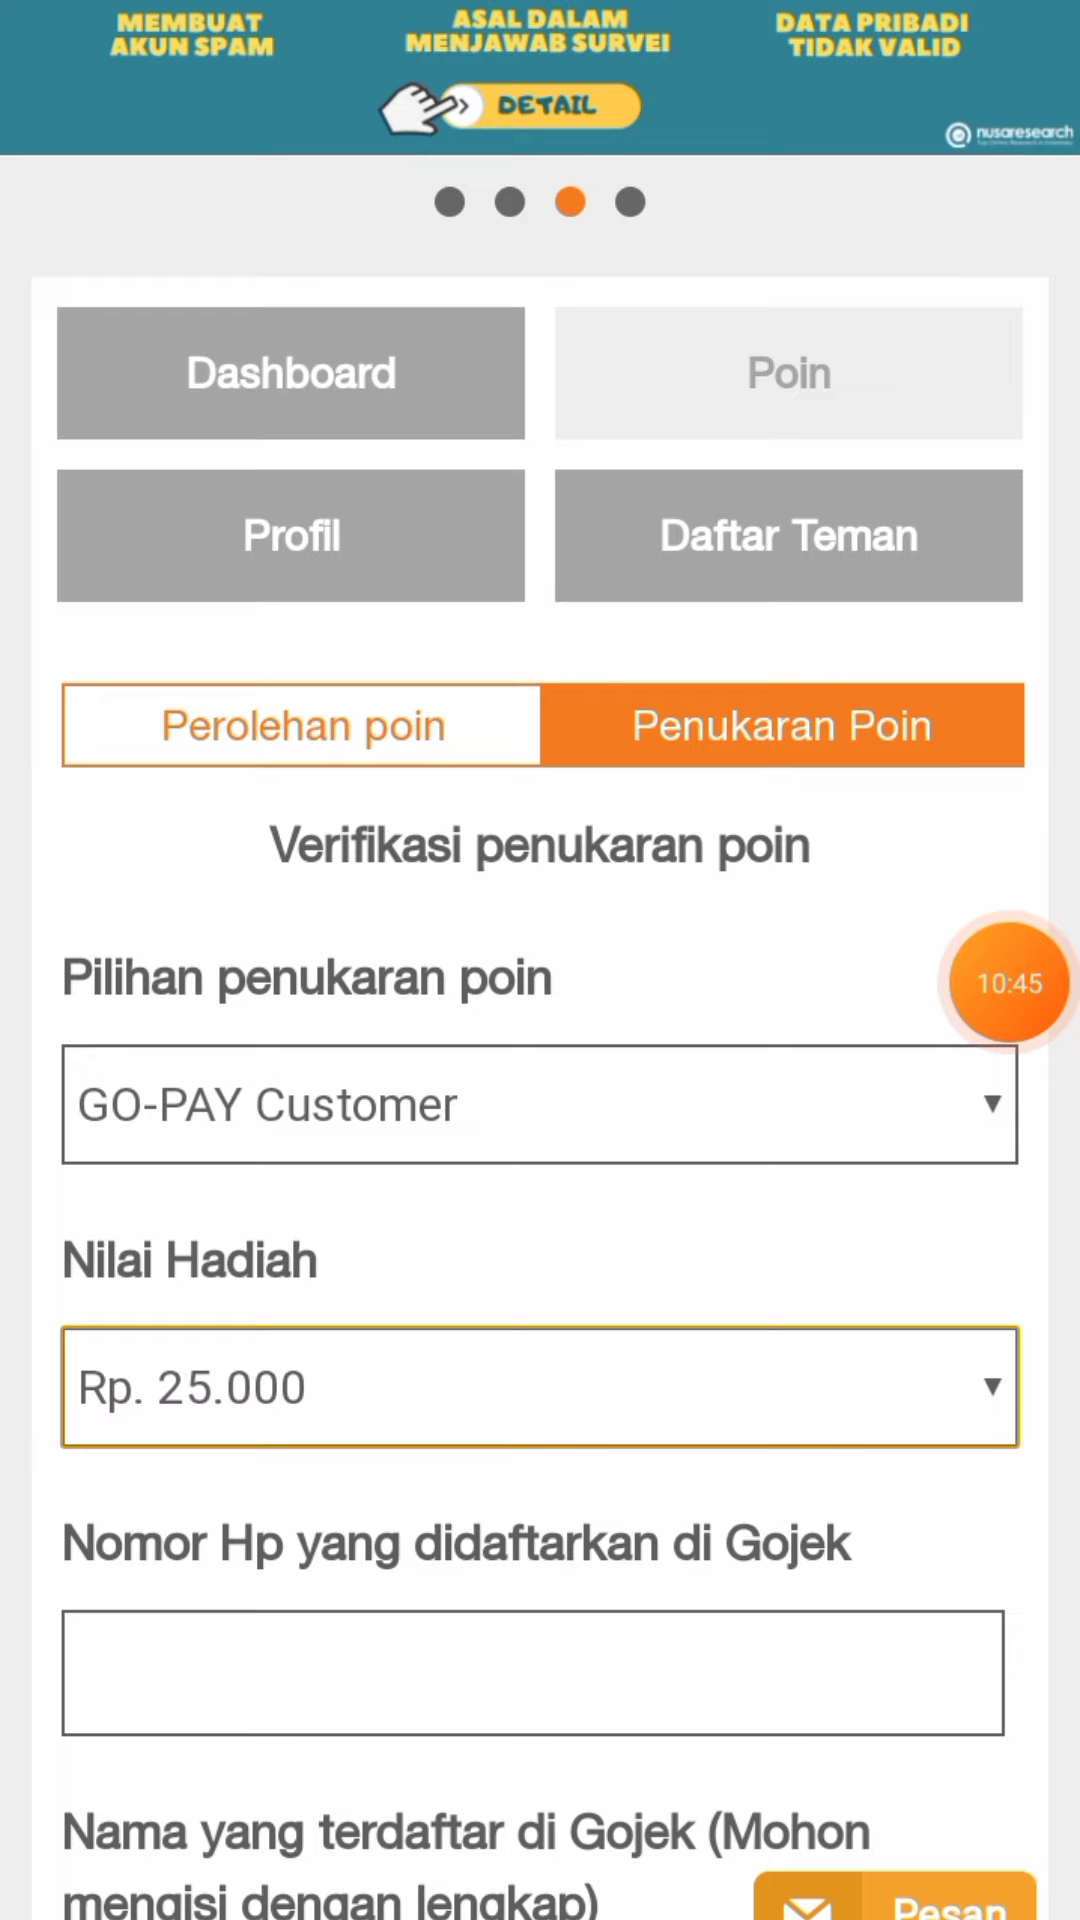 MEMBUAT
AKUN SPAM
ASAL DALAM
MENJAWAB SURVEI
DATA PRIBADI
TIDAK VALID
DETAIL
nusaresearch
Dashboard
Poin
Profil
Daftar Teman
Perolehan poin
Penukaran Poin
Verifikasi penukaran poin
Pilihan penukaran poin
10:45
GO-PAY Customer
Nilai Hadiah
Rp. 25.000
Nomor Hp yang didaftarkan di Gojek
Nama yang terdaftar di Gojek (Mohon
mengisi dengan lengkap)
Pesan